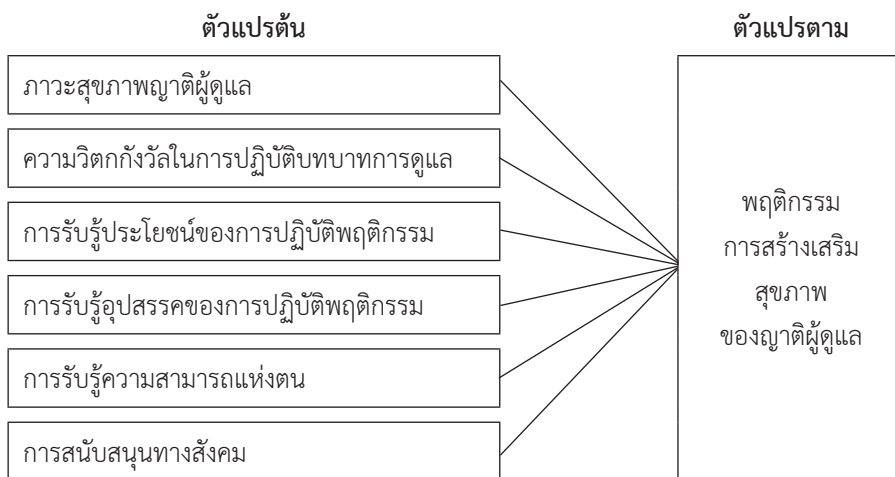 ตัวแปรต้น
ตัวแปรตาม
ภาวะสุขภาพญาติผู้ดูแล
ความวิตกกังวัลในการปฏิบัติบทบาทการดูแล
การรับรู้ประโยชน์ของการปฏิบัติพฤติกรรม
การรับรู้อุปสรรคของการปฏิบัติพฤติกรรม
การรับรู้ความสามารถแห่งตน
การสนับสนุนทางสังคม
พฤติกรรม
การสร้างเสริม
สุขภาพ
ของญาติผู้ดูแล